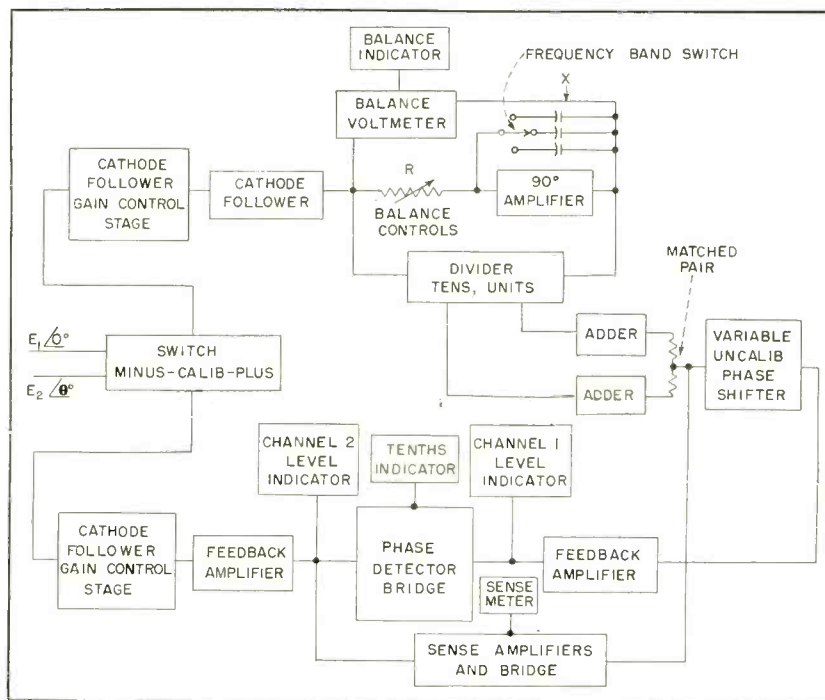 BALANCE
INDICATOR
FREQUENCY BAND SWITCH
X
BALANCE
VOLTMETER
CATHODE
FOLLOWER
GAIN CONTROL
STAGE
CATHODE
FOLLOWER
R
BALANCE
CONTROLS
90°
AMPLIFIER
DIVIDER
TENS, UNITS
MATCHED
PAIR
ADDER
VARIABLE
UNCALIB
PHASE
SHIFTER
E₁ /0°
E₂ /θ°
SWITCH
MINUS-CALIB-PLUS
ADDER
CHANNEL 2
LEVEL
INDICATOR
TENTHS
INDICATOR
CHANNEL 1
LEVEL
INDICATOR
CATHODE
FOLLOWER
GAIN CONTROL
STAGE
FEEDBACK
AMPLIFIER
PHASE
DETECTOR
BRIDGE
FEEDBACK
AMPLIFIER
SENSE
METER
SENSE AMPLIFIERS
AND BRIDGE